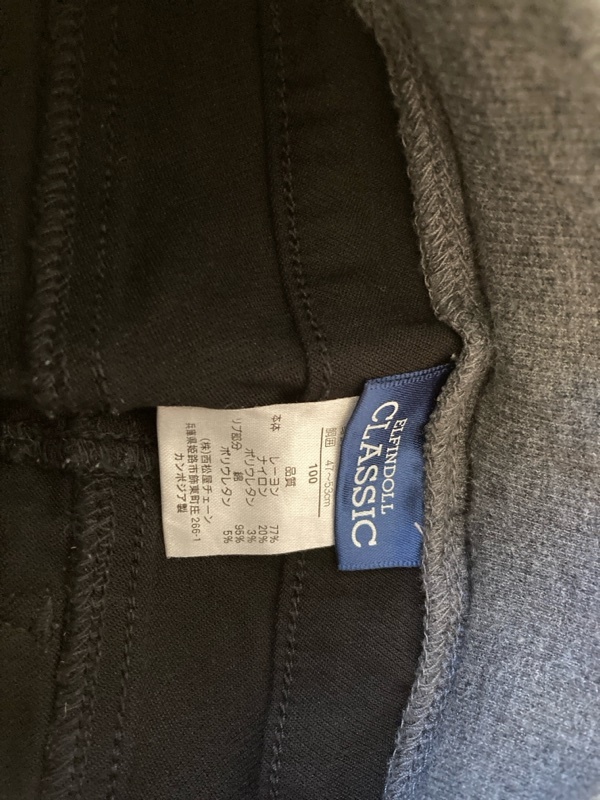 ELFINDOLL
CLASSIC
胴囲 47~53cm
100
品質
本体 レーヨン 77%
ナイロン 20%
ポリウレタン 3%
リブ部分 綿 95%
ポリウレタン 5%
(株)西松屋チェーン
兵庫県姫路市飾東町庄 266-1
カンボジア製